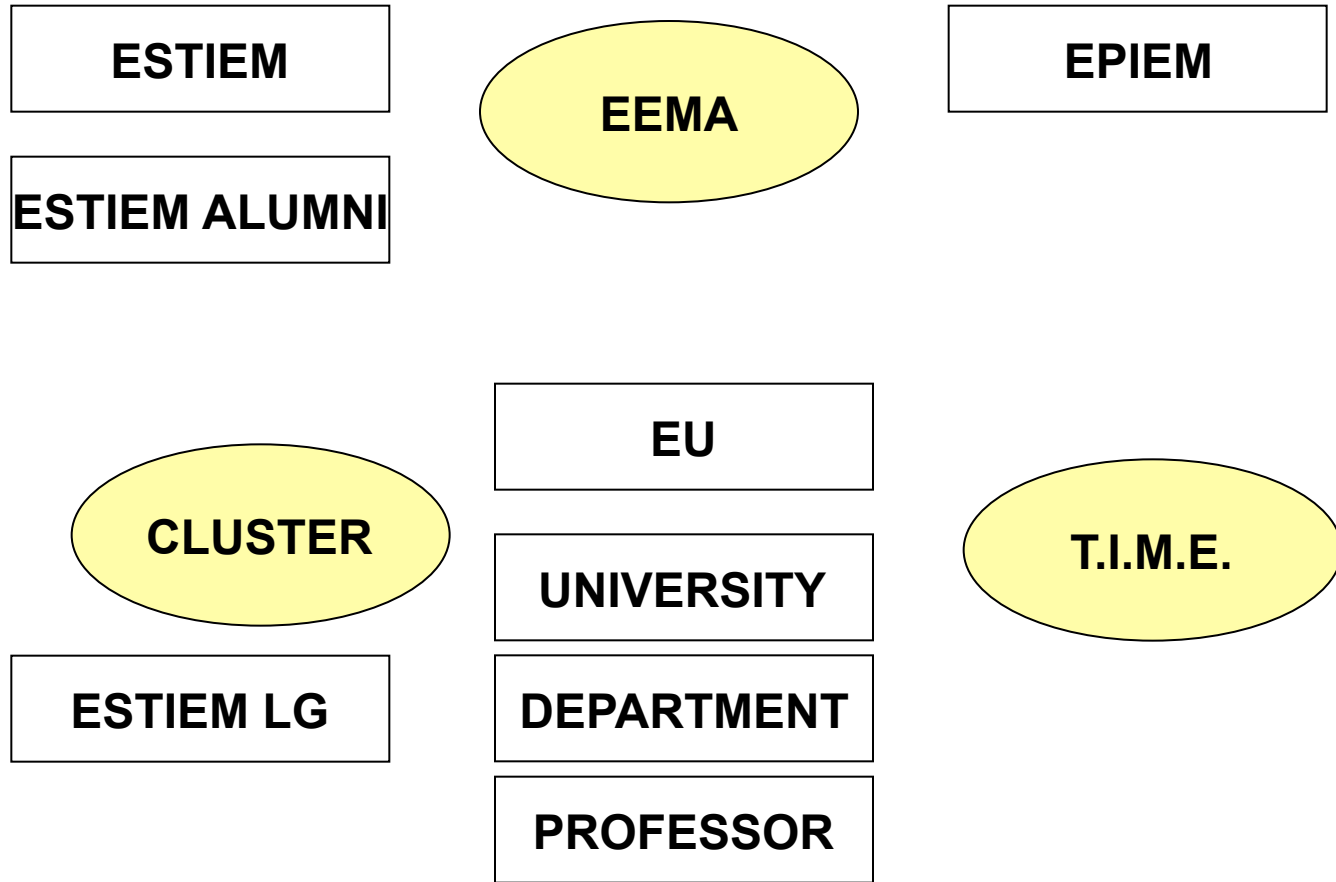 ESTIEM
EEMA
EPIEM
ESTIEM ALUMNI
EU
CLUSTER
T.I.M.E.
UNIVERSITY
ESTIEM LG
DEPARTMENT
PROFESSOR